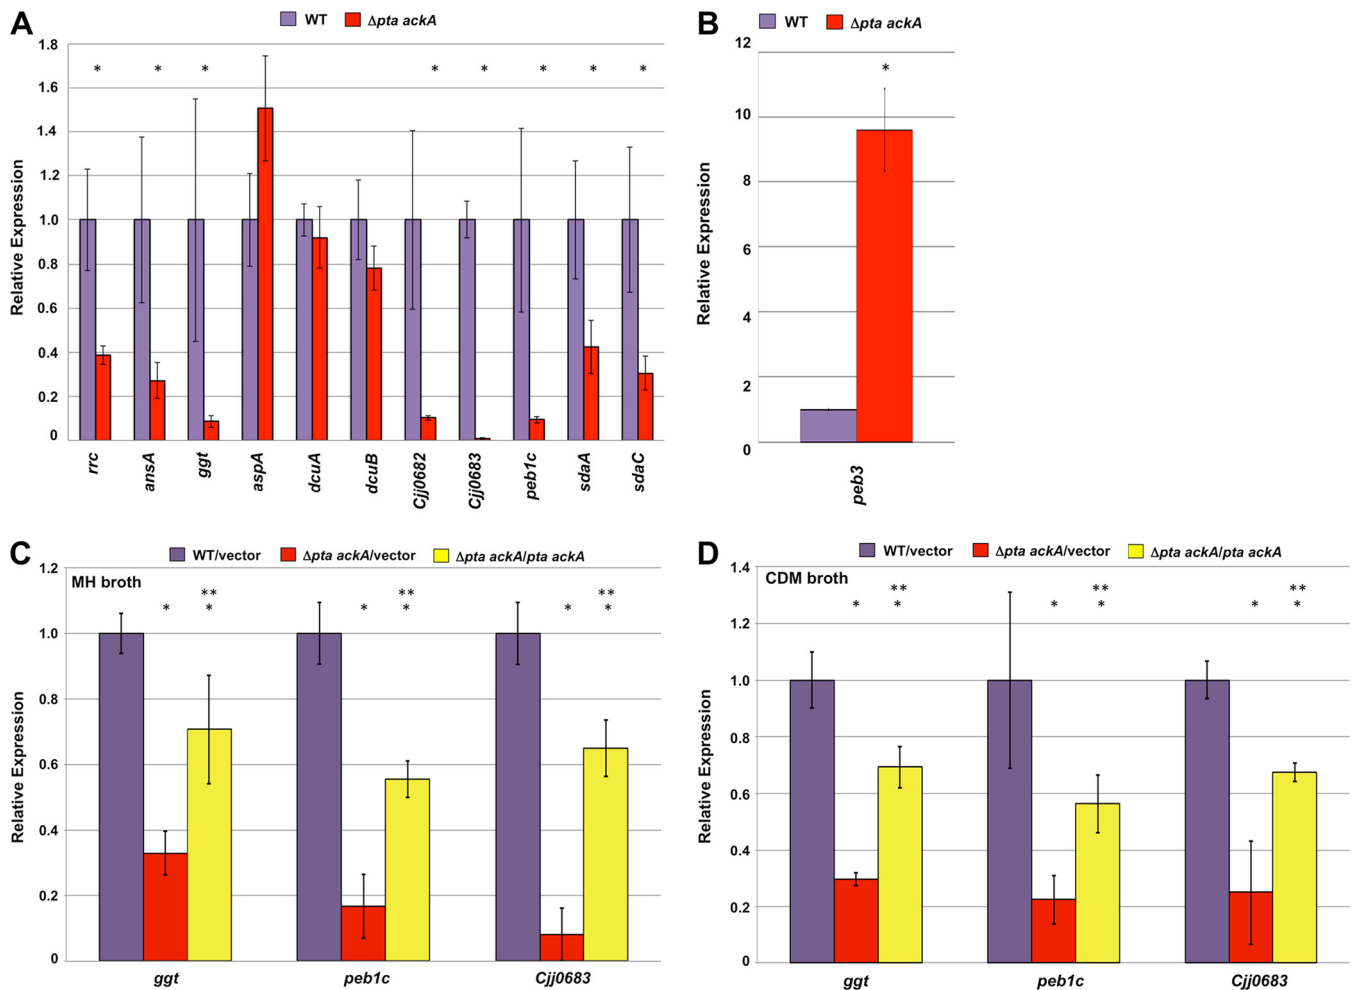 A
WT Δpta ackA
1.8
1.6
1.4
1.2
1.0
0.8
0.6
0.4
0.2
0
Relative Expression
* * * * * * * *
rrc ansA ggt aspA dcuA dcuB Cjj0682 Cjj0683 peb1c sdaA sdaC
B
WT Δpta ackA
12
10
8
6
4
2
0
Relative Expression
*
peb3
C
WT/vector Δpta ackA/vector Δpta ackA/pta ackA
MH broth
1.2
1.0
0.8
0.6
0.4
0.2
0
Relative Expression
** ** **
* * * * * *
ggt peb1c Cjj0683
D
WT/vector Δpta ackA/vector Δpta ackA/pta ackA
CDM broth
1.4
1.2
1.0
0.8
0.6
0.4
0.2
0
Relative Expression
** ** **
* * * * * *
ggt peb1c Cjj0683